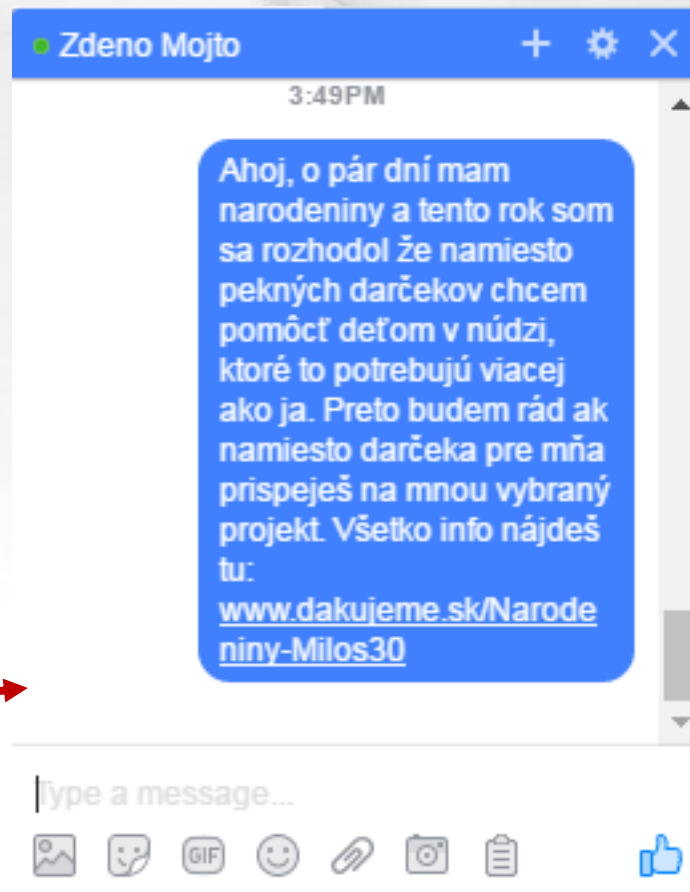 Zdeno Mojto
3:49PM
Ahoj, o pár dní mam
narodeniny a tento rok som
sa rozhodol že namiesto
pekných darčekov chcem
pomôcť deťom v núdzi,
ktoré to potrebujú viacej
ako ja. Preto budem rád ak
namiesto darčeka pre mňa
prispeješ na mnou vybraný
projekt. Všetko info nájdeš
tu:
www.dakujeme.sk/Narode
niny-Milos30
Type a message...
GIF